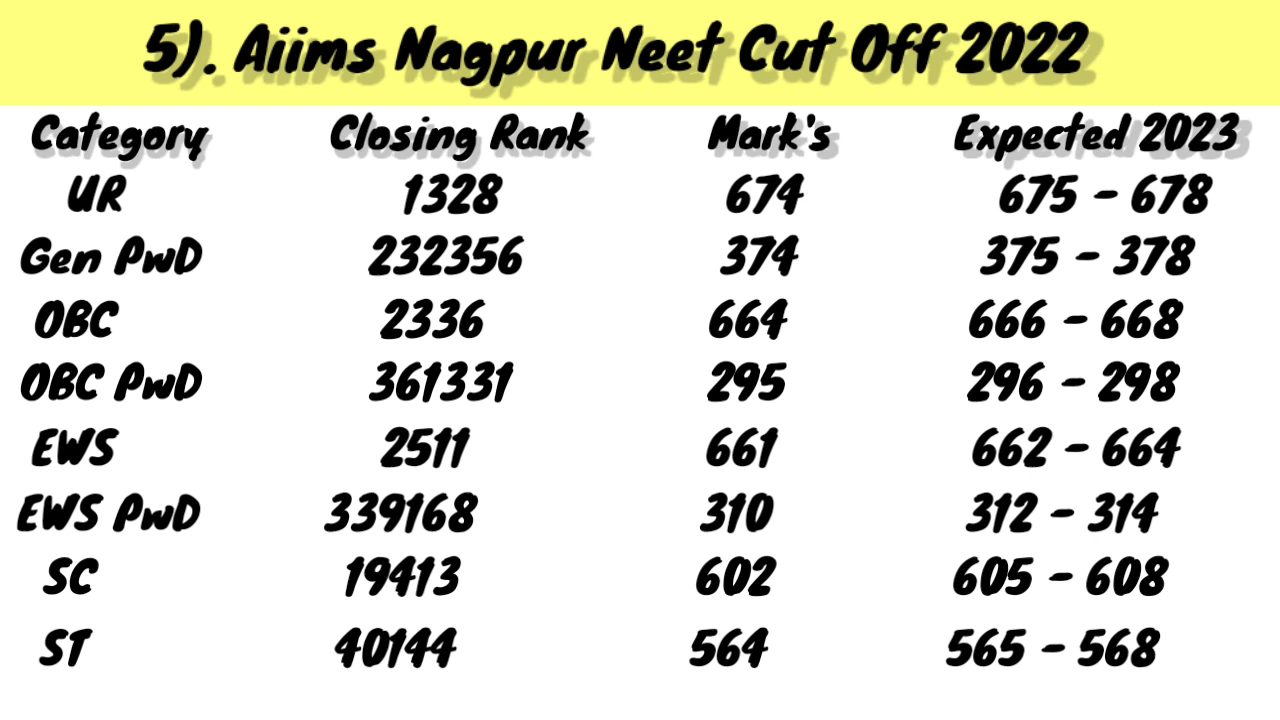 5). Aiims Nagpur Neet Cut Off 2022
Category Closing Rank Mark's Expected 2023
UR 1328 674 675 - 678
Gen PwD 232356 374 375 - 378
OBC 2336 664 666 - 668
OBC PwD 361331 295 296 - 298
EWS 2511 661 662 - 664
EWS PwD 339168 310 312 - 314
SC 19413 602 605 - 608
ST 40144 564 565 - 568